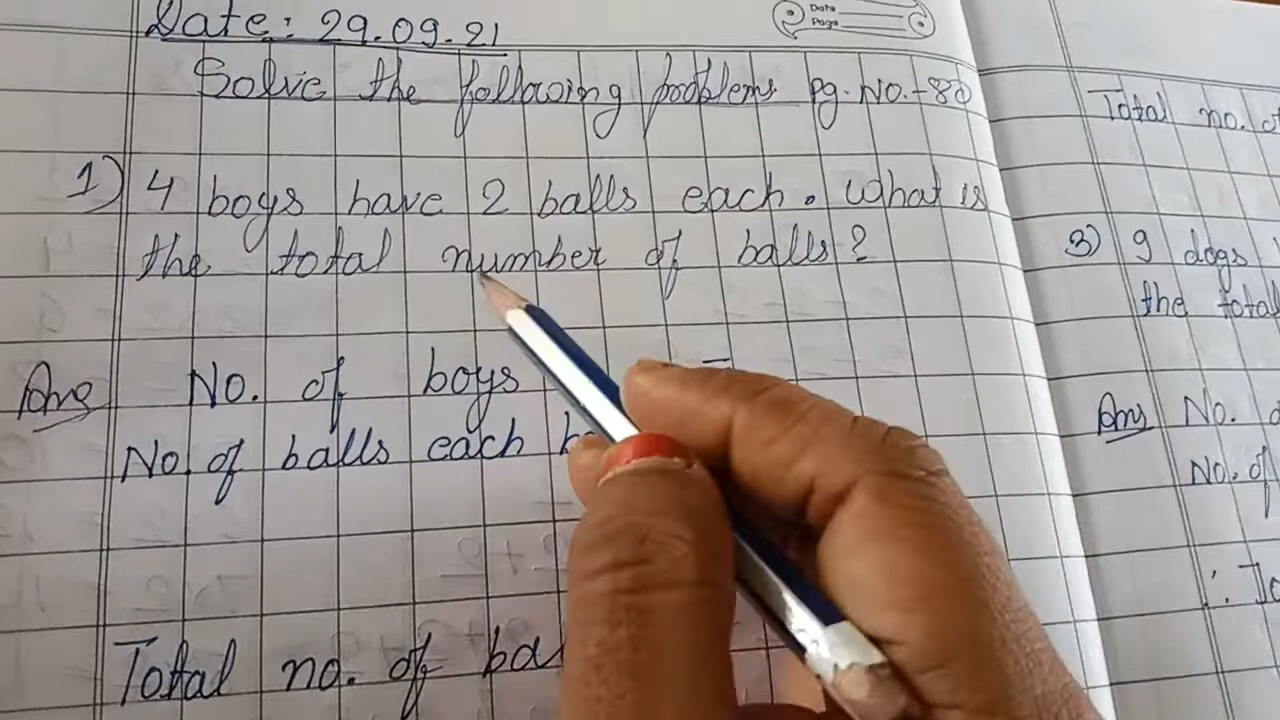 Date: 29.09.21
Date
Page
Solve the following problems Pg. No.-80
1) 4 boys have 2 balls each. What is
the total number of balls?
Ans No. of boys =
No. of balls each
Total no. of
Total no. of
3) 9 dogs
the total
Ans No.
No. of
∴